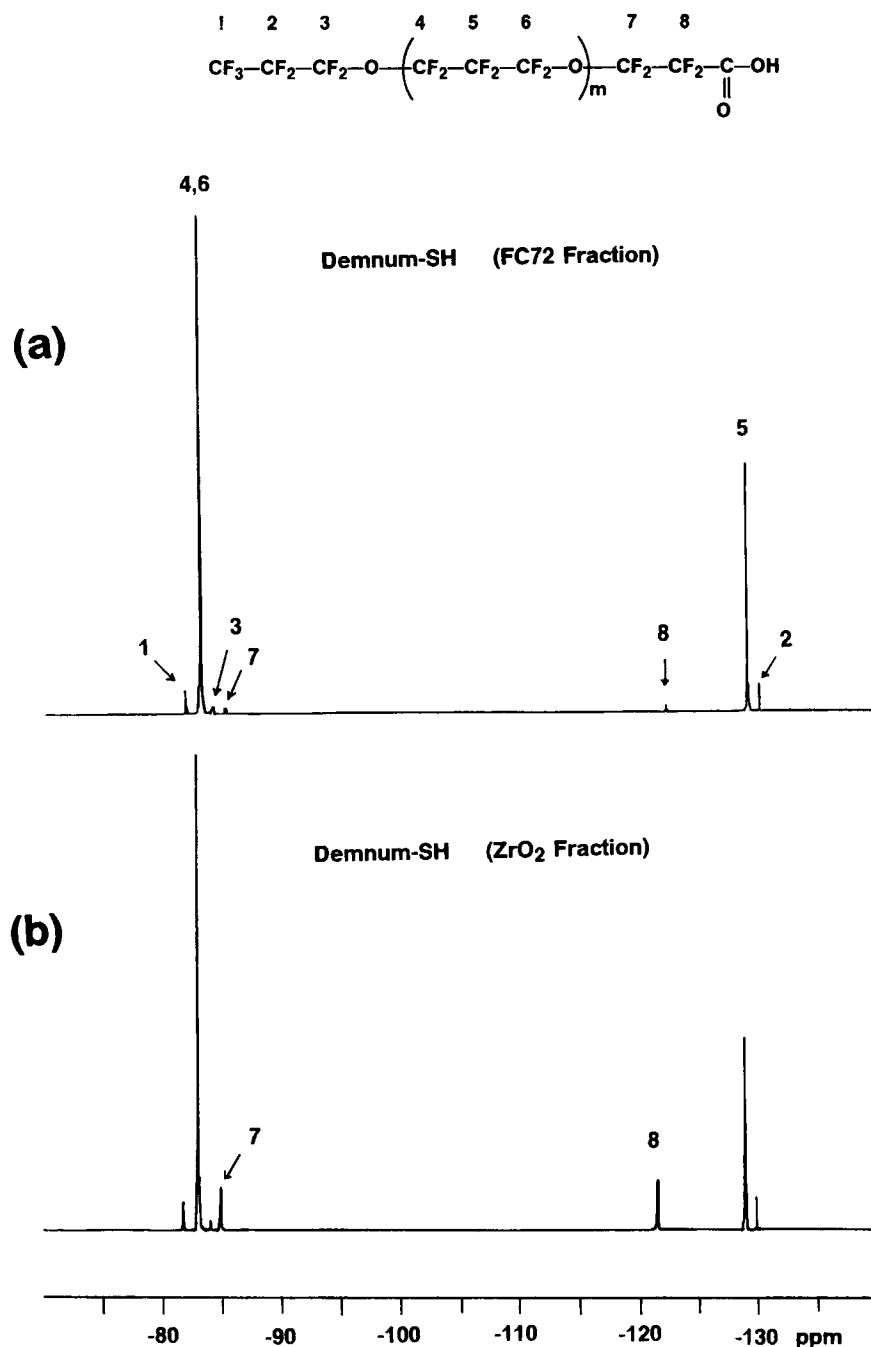 ! 2 3 4 5 6 7 8
CF3—CF2—CF2—O—(CF2—CF2—CF2—O)m—CF2—CF2—C—OH
O
4,6
Demnum-SH (FC72 Fraction)
(a)
5
1
3
7
8
2
Demnum-SH (ZrO2 Fraction)
(b)
7
8
-80 -90 -100 -110 -120 -130 ppm